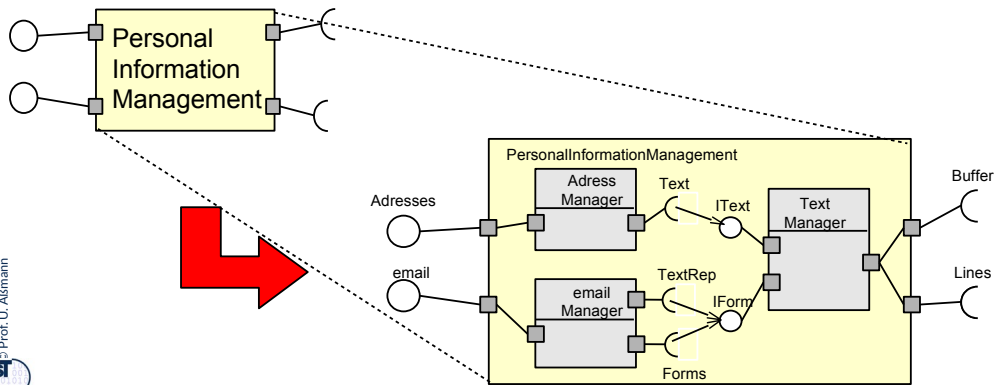 Personal
Information
Management
PersonalInformationManagement
Adresses
Adress
Manager
Text
IText
Text
Manager
Buffer
email
email
Manager
TextRep
IForm
Forms
Lines
© Prof. U. Aßmann